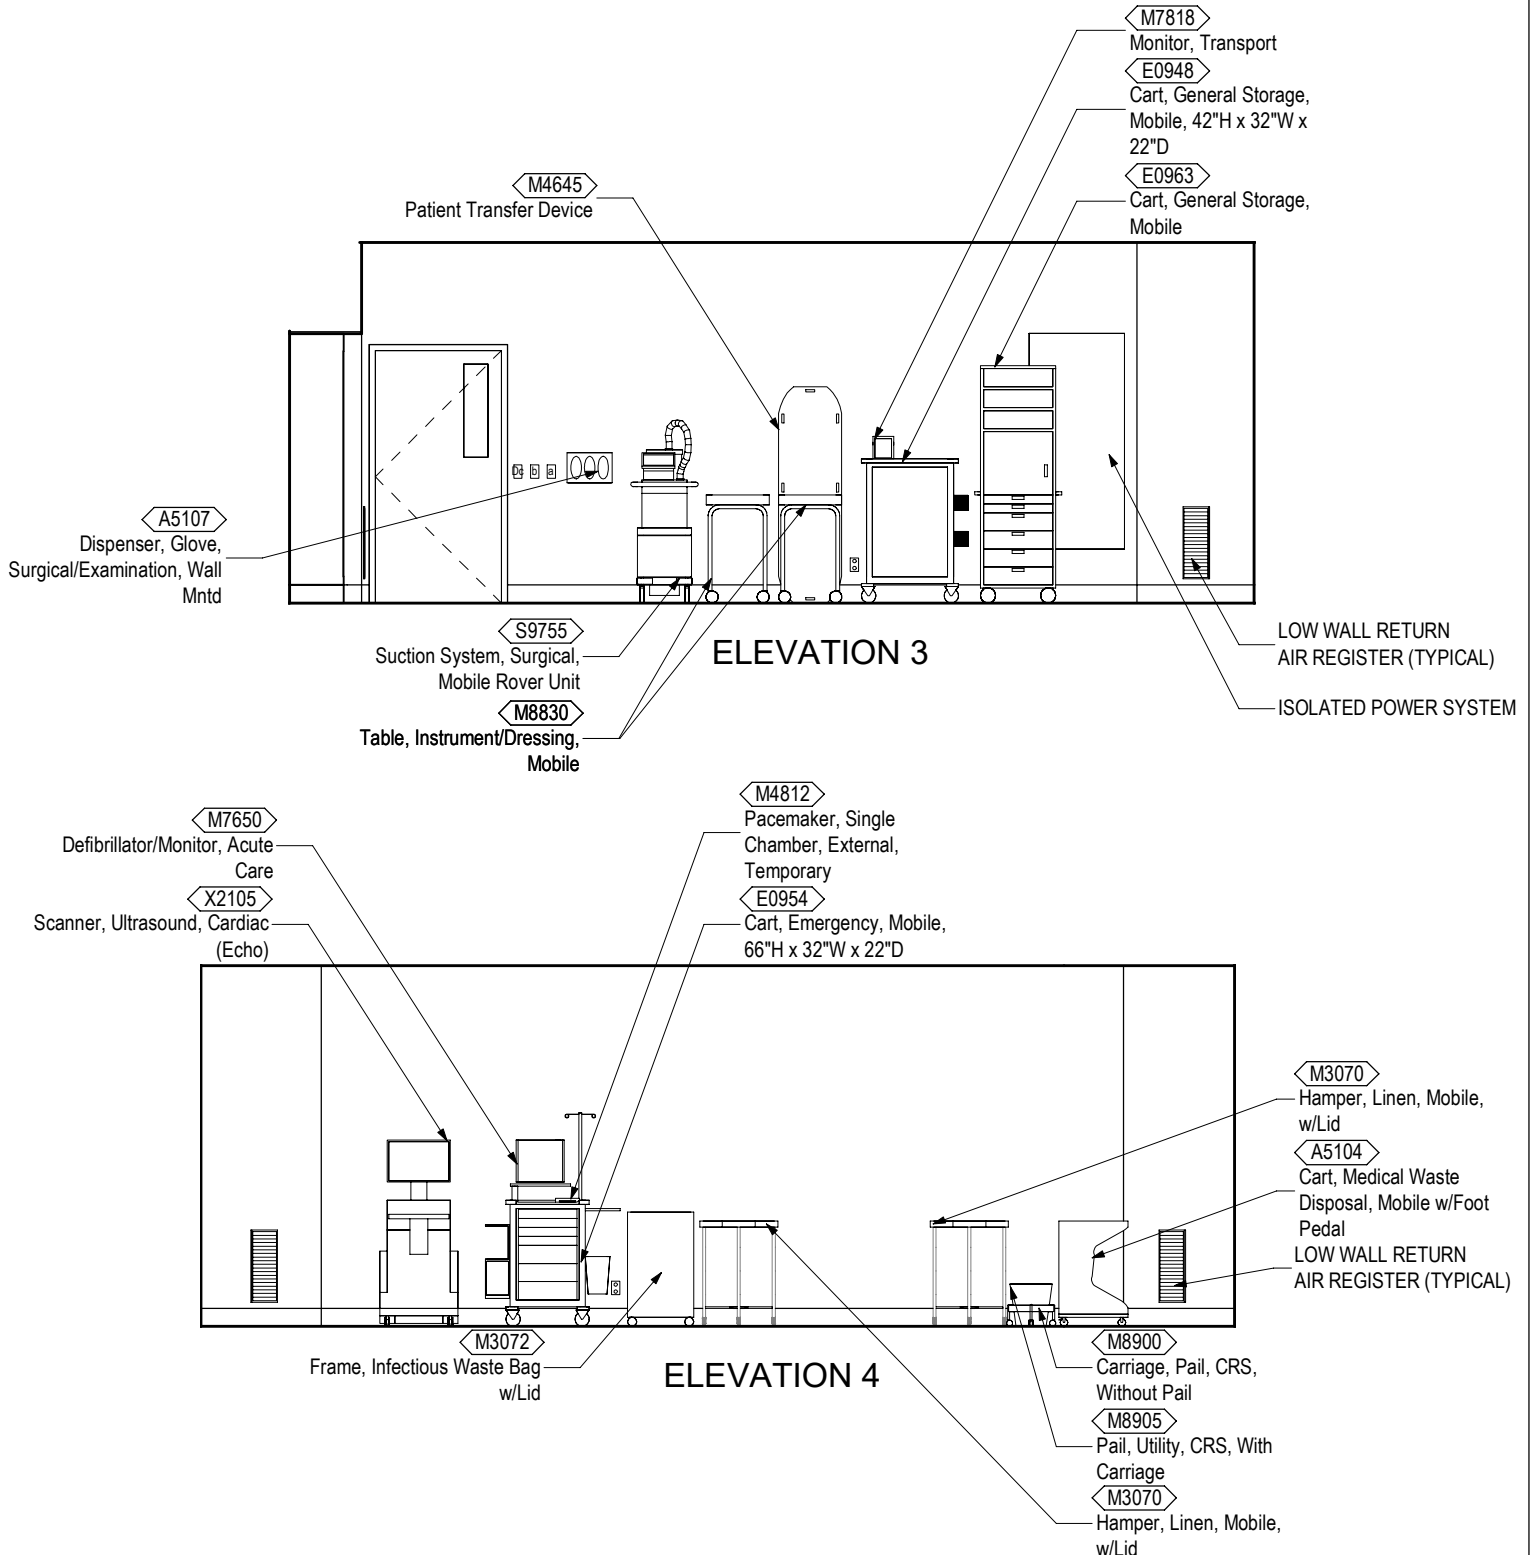 M7818
Monitor, Transport
E0948
Cart, General Storage,
Mobile, 42"H x 32"W x
22"D
E0963
Cart, General Storage,
Mobile
M4645
Patient Transfer Device
Dc b a
A5107
Dispenser, Glove,
Surgical/Examination, Wall
Mntd
S9755
Suction System, Surgical,
Mobile Rover Unit
M8830
Table, Instrument/Dressing,
Mobile
ELEVATION 3
LOW WALL RETURN
AIR REGISTER (TYPICAL)
ISOLATED POWER SYSTEM
M7650
Defibrillator/Monitor, Acute
Care
X2105
Scanner, Ultrasound, Cardiac
(Echo)
M4812
Pacemaker, Single
Chamber, External,
Temporary
E0954
Cart, Emergency, Mobile,
66"H x 32"W x 22"D
M3070
Hamper, Linen, Mobile,
w/Lid
A5104
Cart, Medical Waste
Disposal, Mobile w/Foot
Pedal
LOW WALL RETURN
AIR REGISTER (TYPICAL)
M3072
Frame, Infectious Waste Bag
w/Lid
ELEVATION 4
M8900
Carriage, Pail, CRS,
Without Pail
M8905
Pail, Utility, CRS, With
Carriage
M3070
Hamper, Linen, Mobile,
w/Lid